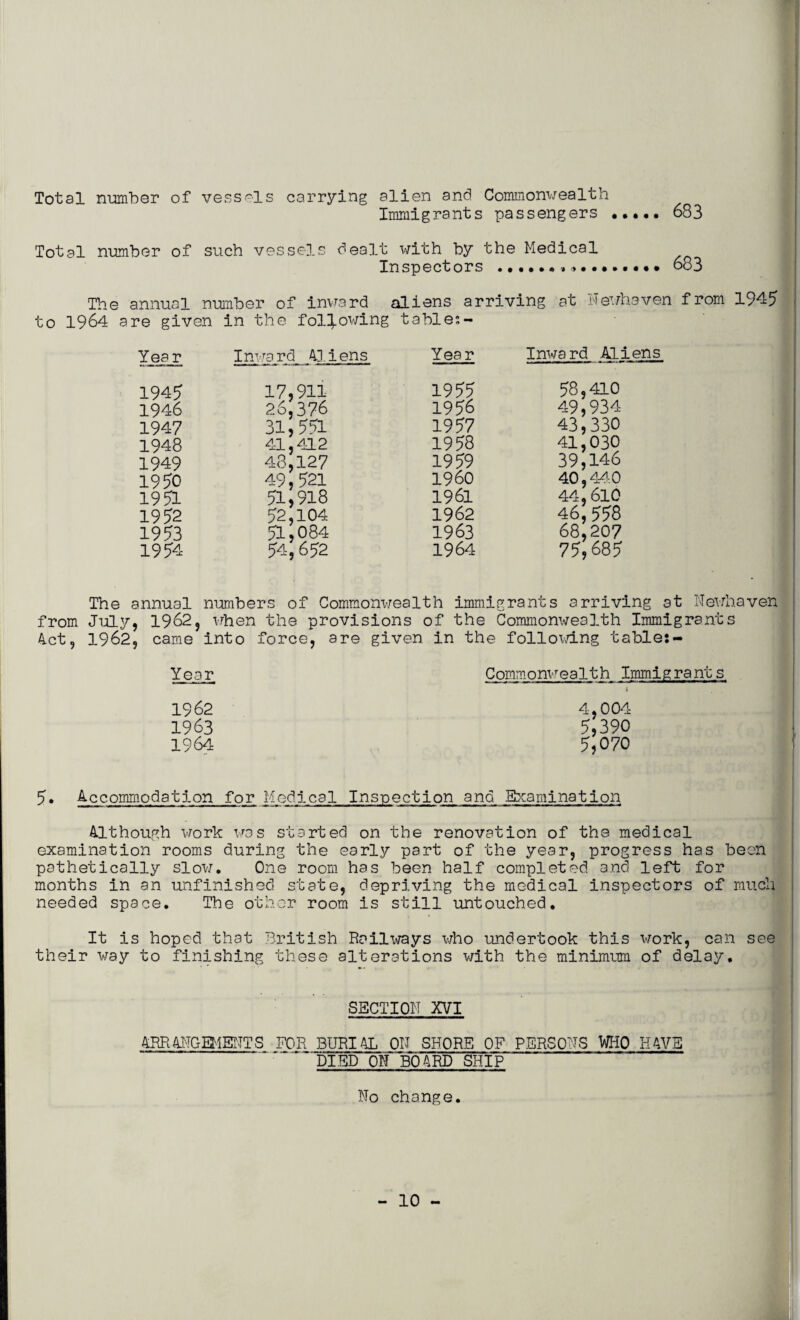 Total number of vessels carrying alien and Commonwealth
Immigrants passengers ..... 683
Total number of such vessels dealt with by the Medical
Inspectors ................ 683
The annual number of inward aliens arriving at Newhaven from 1945
to 1964 are given in the following table:-
Year Inward Aliens Year Inward Aliens
1945 17,911 1955 58,410
1946 26,376 1956 49,934
1947 31,551 1957 43,330
1948 41,412 1958 41,030
1949 48,127 1959 39,146
1950 49,521 1960 40,440
1951 51,918 1961 44,610
1952 52,104 1962 46,558
1953 51,084 1963 68,207
1954 54,652 1964 75,685
The annual numbers of Commonwealth immigrants arriving at Newhaven
from July, 1962, when the provisions of the Commonwealth Immigrants
Act, 1962, came into force, are given in the following table:-
Year Commonwealth Immigrants
1962 4,004
1963 5,390
1964 5,070
5. Accommodation for Medical Inspection and Examination
Although work was started on the renovation of the medical
examination rooms during the early part of the year, progress has been
pathetically slow. One room has been half completed and left for
months in an unfinished state, depriving the medical inspectors of much
needed space. The other room is still untouched.
It is hoped that British Railways who undertook this work, can see
their way to finishing these alterations with the minimum of delay.
SECTION XVI
ARRANGEMENTS FOR BURIAL ON SHORE OF PERSONS WHO HAVE
DIED ON BOARD SHIP
No change.
- 10 -